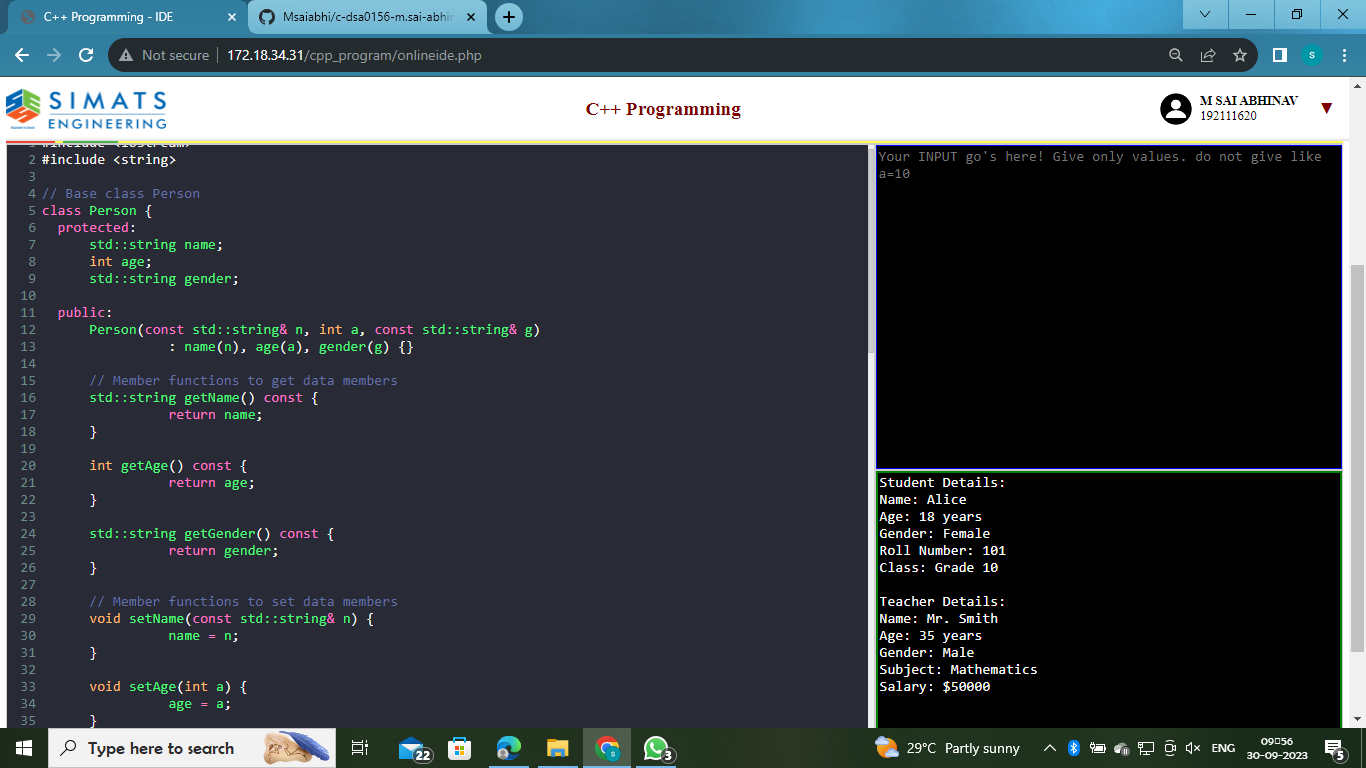 C++ Programming - IDE
Msaiabhi/c-dsa0156-m.sai-abhin
Not secure
172.18.34.31/cpp_program/onlineide.php
s
SIMATS
ENGINEERING
C++ Programming
M SAI ABHINAV
192111620
1 #include <iostream>
2 #include <string>
3
4 // Base class Person
5 class Person {
6 protected:
7 std::string name;
8 int age;
9 std::string gender;
10
11 public:
12 Person(const std::string& n, int a, const std::string& g)
13 : name(n), age(a), gender(g) {}
14
15 // Member functions to get data members
16 std::string getName() const {
17 return name;
18 }
19
20 int getAge() const {
21 return age;
22 }
23
24 std::string getGender() const {
25 return gender;
26 }
27
28 // Member functions to set data members
29 void setName(const std::string& n) {
30 name = n;
31 }
32
33 void setAge(int a) {
34 age = a;
35 }
Your INPUT go's here! Give only values. do not give like
a=10
Student Details:
Name: Alice
Age: 18 years
Gender: Female
Roll Number: 101
Class: Grade 10
Teacher Details:
Name: Mr. Smith
Age: 35 years
Gender: Male
Subject: Mathematics
Salary: $50000
Type here to search
22
s
3
29°C Partly sunny
ENG
09:56
30-09-2023
5